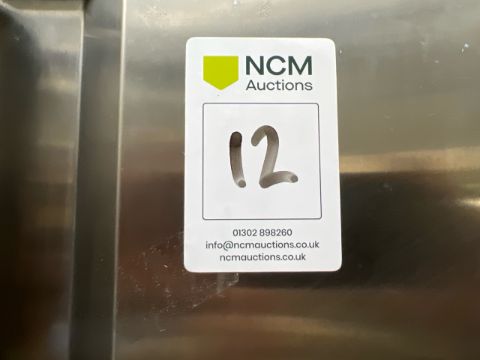 NCM
Auctions
12
01302 898260
info@ncmauctions.co.uk
ncmauctions.co.uk